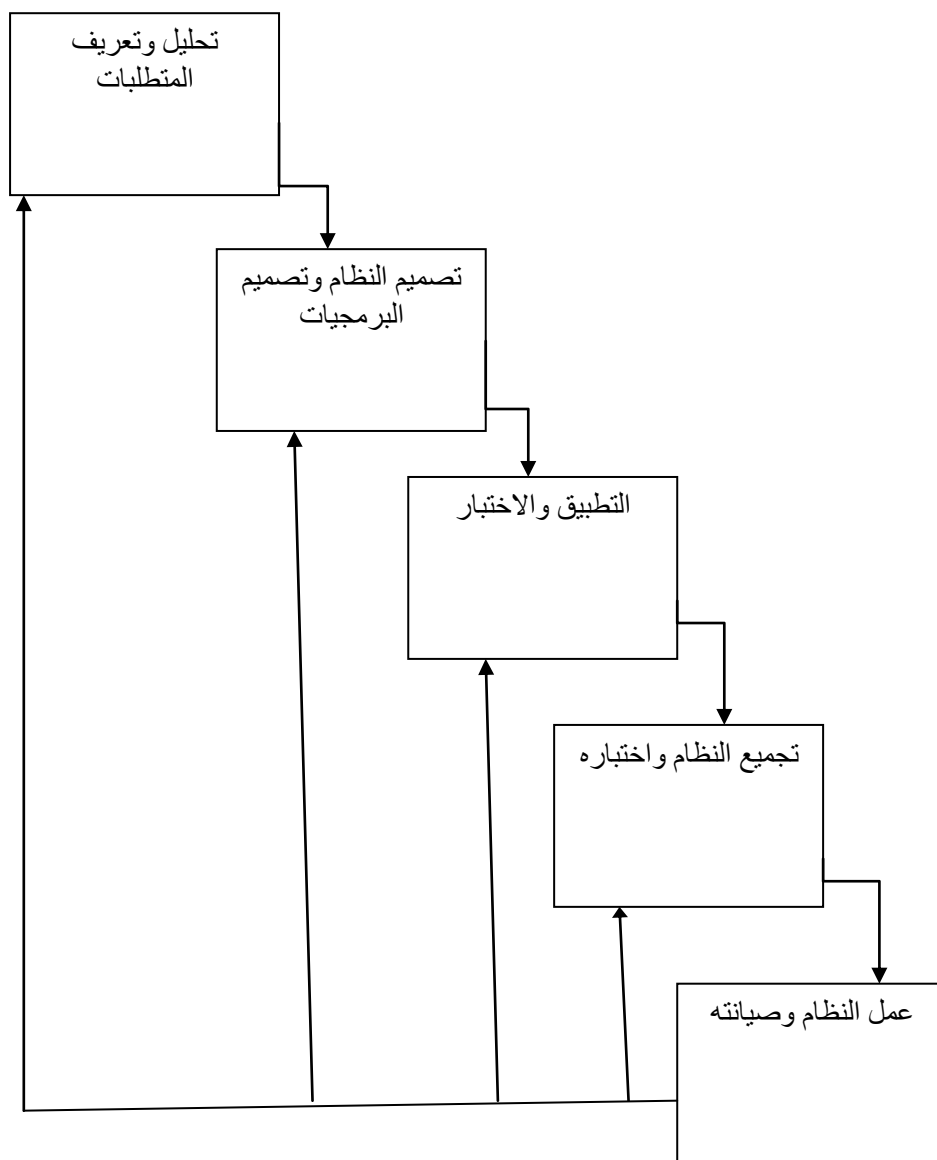 تحليل وتعريف
المتطلبات
تصميم النظام وتصميم
البرمجيات
التطبيق والاختبار
تجميع النظام واختباره
عمل النظام وصيانته